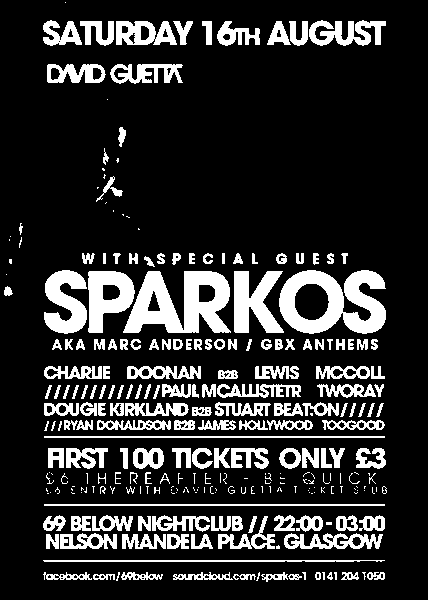 SATURDAY 16TH AUGUST
DAVID GUETTA
WITH SPECIAL GUEST
SPARKOS
AKA MARC ANDERSON / GBX ANTHEMS
CHARLIE DOONAN B2B LEWIS MCCOLL
/////////////PAUL MCALLISTETR TWORAY
DOUGIE KIRKLAND B2B STUART BEAT:ON/////
///RYAN DONALDSON B2B JAMES HOLLYWOOD TOOGOOD
FIRST 100 TICKETS ONLY £3
£6 THEREAFTER - BE QUICK
£6 ENTRY WITH DAVID GUETTA TICKET STUB
69 BELOW NIGHTCLUB // 22:00 - 03:00
NELSON MANDELA PLACE. GLASGOW
facebook.com/69below soundcloud.com/sparkos-1 0141 204 1050